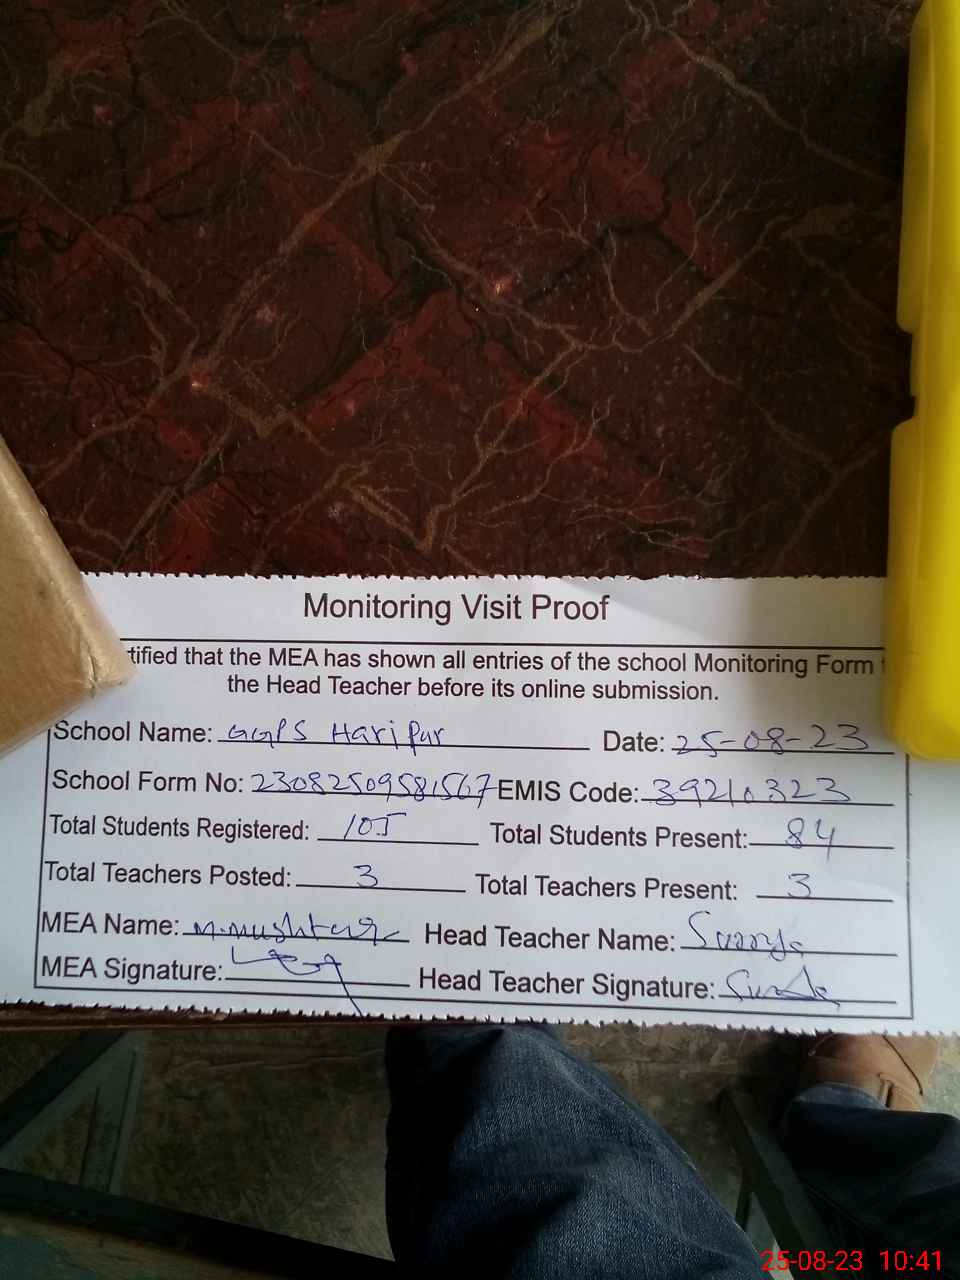 Monitoring Visit Proof
tified that the MEA has shown all entries of the school Monitoring Form
the Head Teacher before its online submission.
School Name: GGPS Haripur Date: 25-08-23
School Form No: 23082509581567 EMIS Code: 39210323
Total Students Registered: 105 Total Students Present: 84
Total Teachers Posted: 3 Total Teachers Present: 3
MEA Name: M.mushtaq Head Teacher Name:
MEA Signature: Head Teacher Signature:
25-08-23 10:41